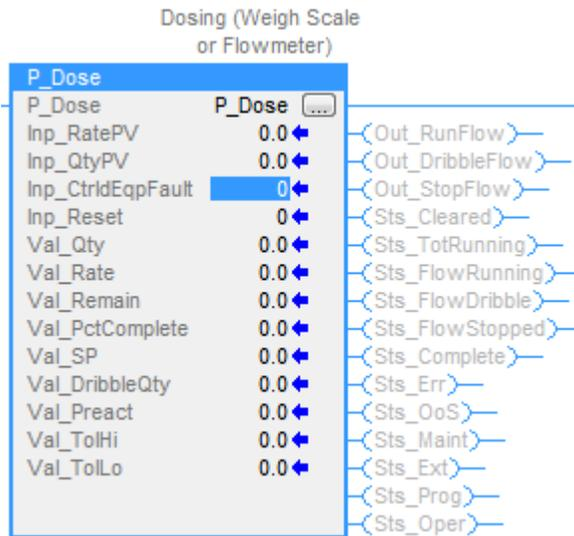 Dosing (Weigh Scale
or Flowmeter)
P_Dose
P_Dose P_Dose ...
Inp_RatePV 0.0 Out_RunFlow
Inp_QtyPV 0.0 Out_DribbleFlow
Inp_CtrldEqpFault 0 Out_StopFlow
Inp_Reset 0 Sts_Cleared
Val_Qty 0.0 Sts_TotRunning
Val_Rate 0.0 Sts_FlowRunning
Val_Remain 0.0 Sts_FlowDribble
Val_PctComplete 0.0 Sts_FlowStopped
Val_SP 0.0 Sts_Complete
Val_DribbleQty 0.0 Sts_Err
Val_Preact 0.0 Sts_OoS
Val_TolHi 0.0 Sts_Maint
Val_TolLo 0.0 Sts_Ext
Sts_Prog
Sts_Oper